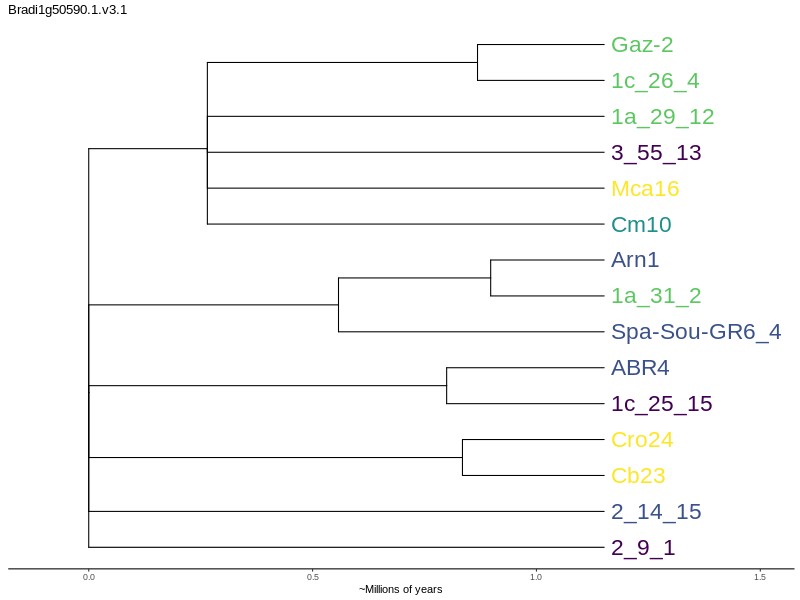 Bradi1g50590.1.v3.1
Gaz-2
1c_26_4
1a_29_12
3_55_13
Mca16
Cm10
Arn1
1a_31_2
Spa-Sou-GR6_4
ABR4
1c_25_15
Cro24
Cb23
2_14_15
2_9_1
0.0 0.5 1.0 1.5
~Millions of years